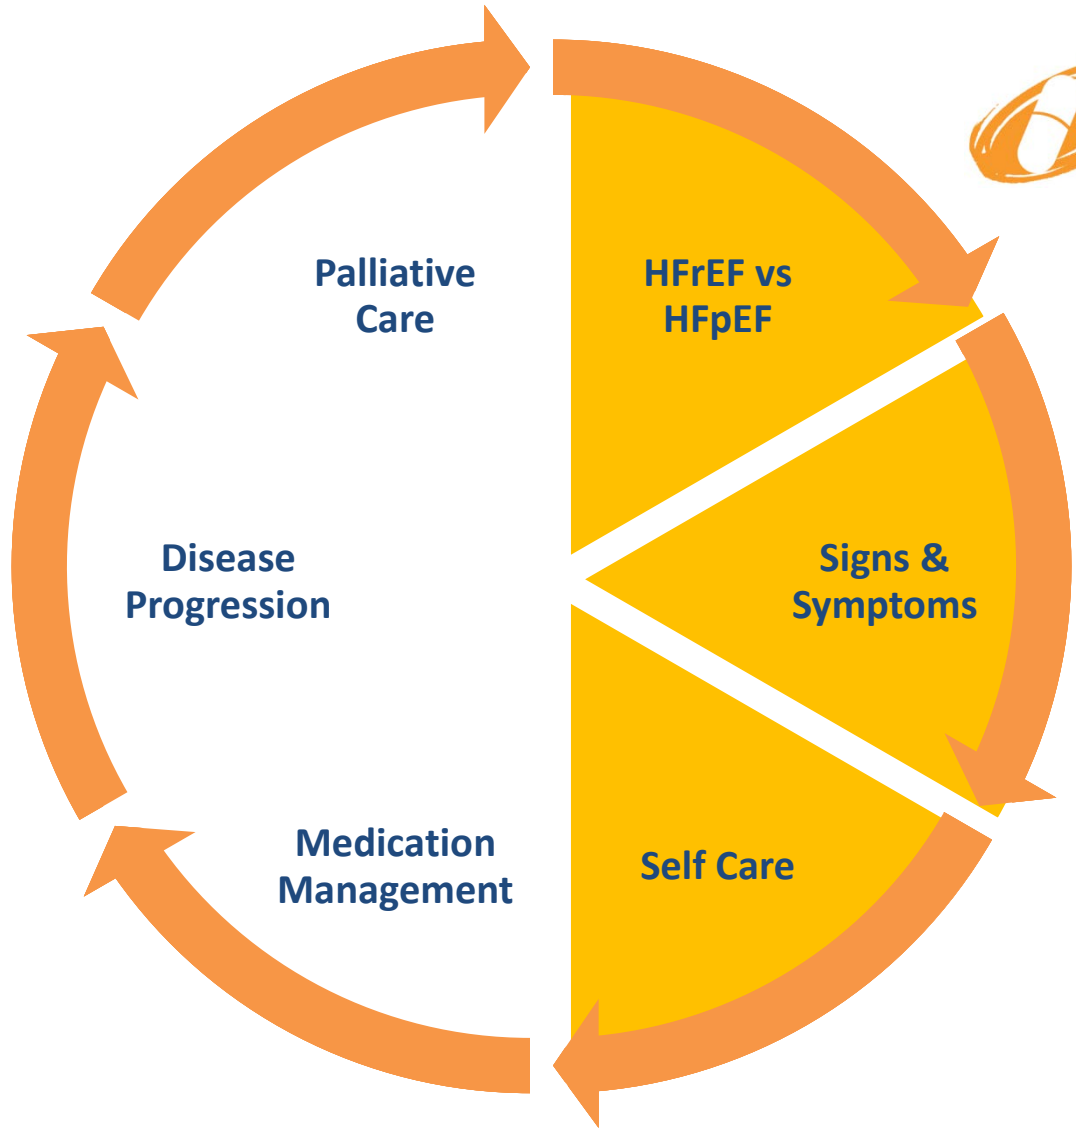 Palliative
Care
HFrEF vs
HFpEF
Disease
Progression
Signs &
Symptoms
Medication
Management
Self Care